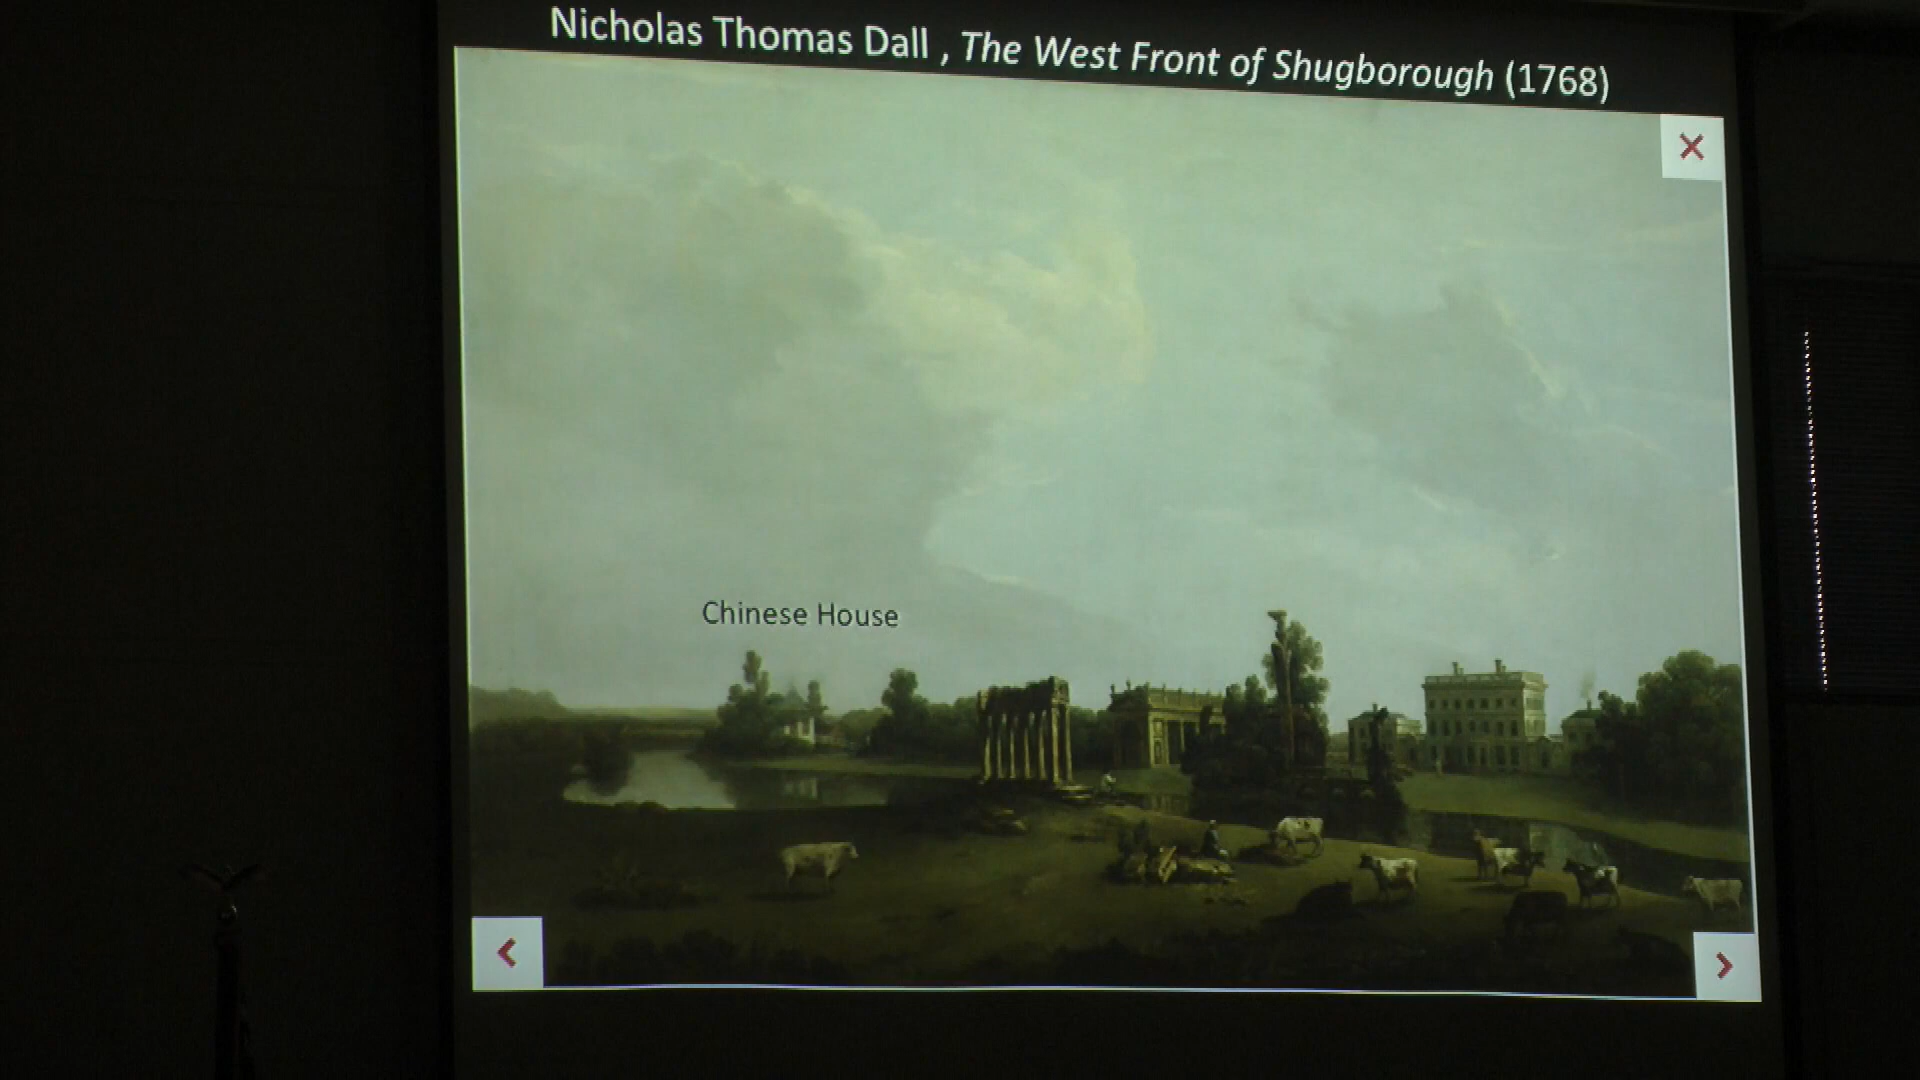 Nicholas Thomas Dall , The West Front of Shugborough (1768)
Chinese House